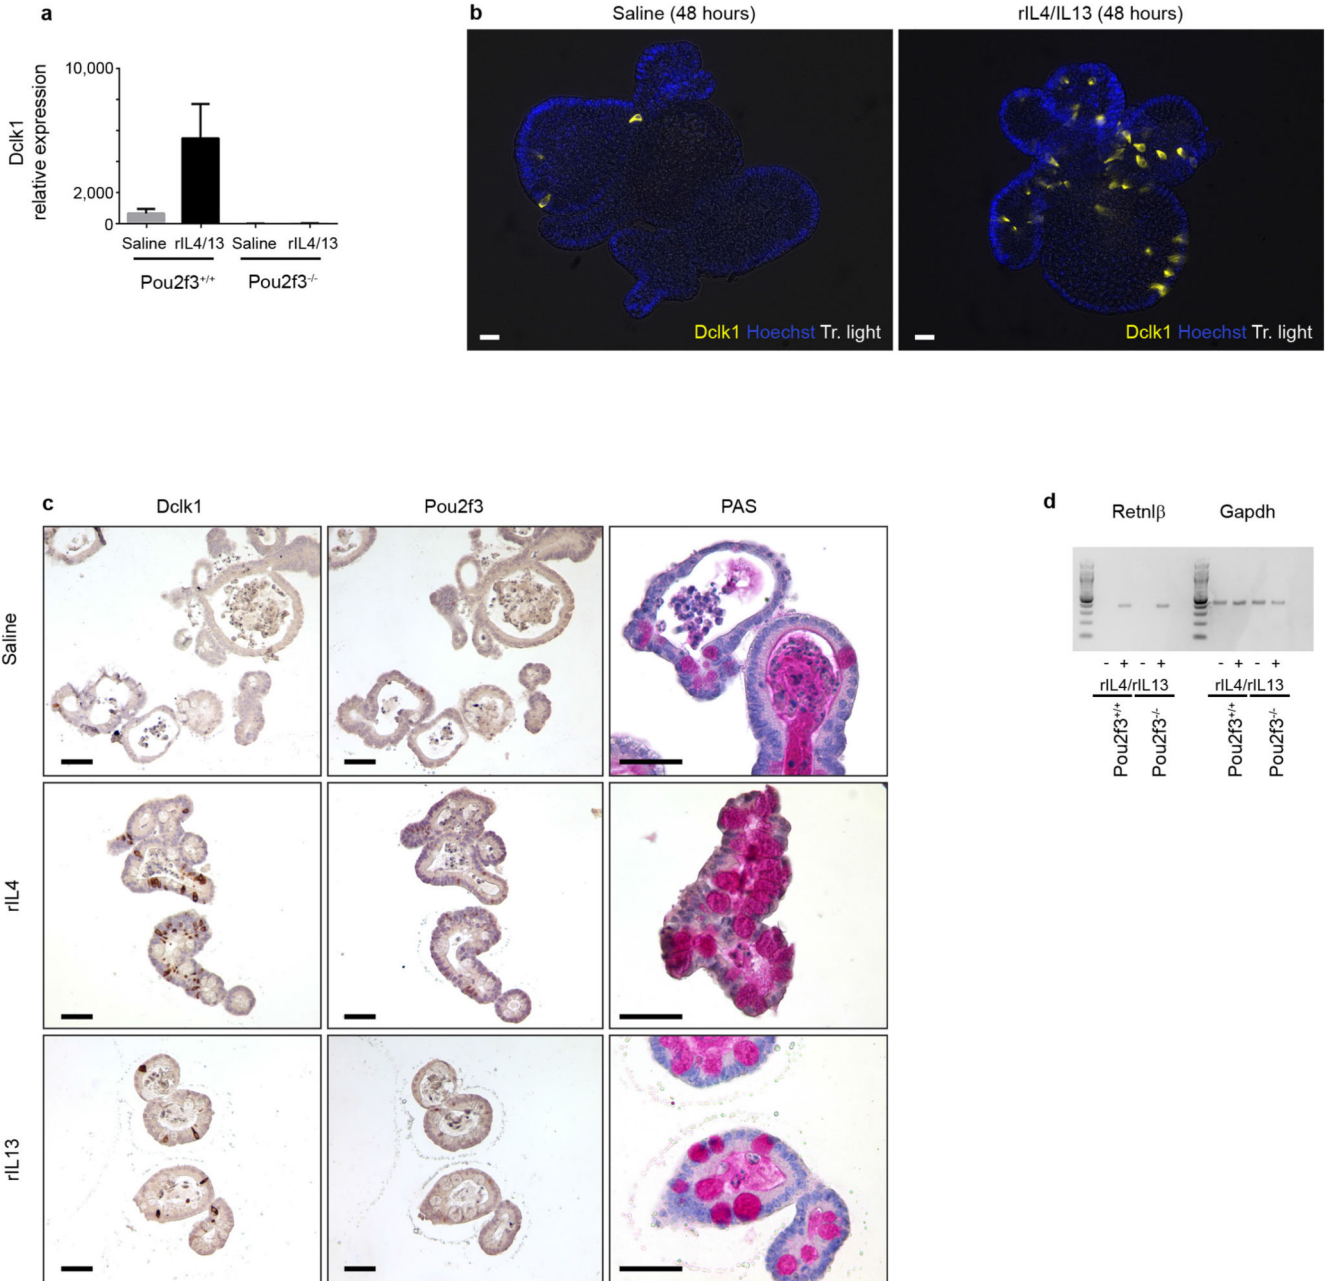 a
10,000
2,000
0
Dclk1
relative expression
Saline rIL4/13 Saline rIL4/13
Pou2f3+/+ Pou2f3-/-
b
Saline (48 hours) rIL4/IL13 (48 hours)
Dclk1 Hoechst Tr. light
Dclk1 Hoechst Tr. light
c
Dclk1 Pou2f3 PAS
Saline
rIL4
rIL13
d
Retnlβ Gapdh
- + - + - + - +
rIL4/rIL13 rIL4/rIL13
Pou2f3+/+ Pou2f3-/- Pou2f3+/+ Pou2f3-/-